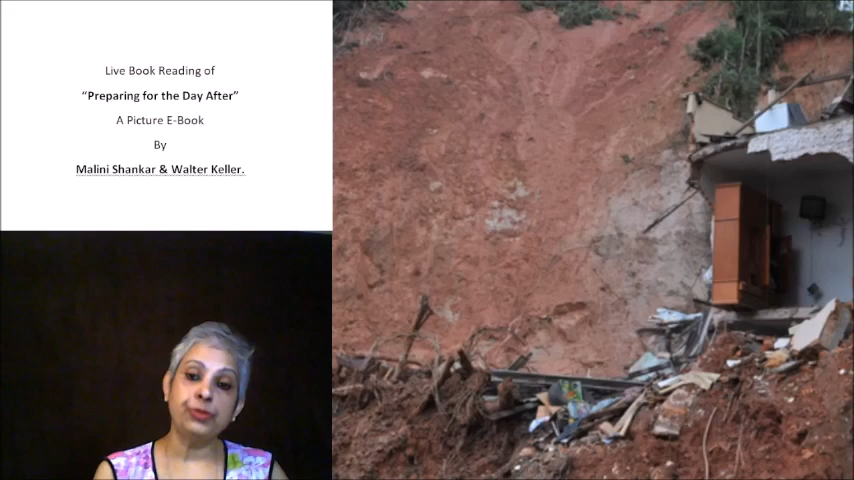 Live Book Reading of
“Preparing for the Day After”
A Picture E-Book
By
Malini Shankar & Walter Keller.